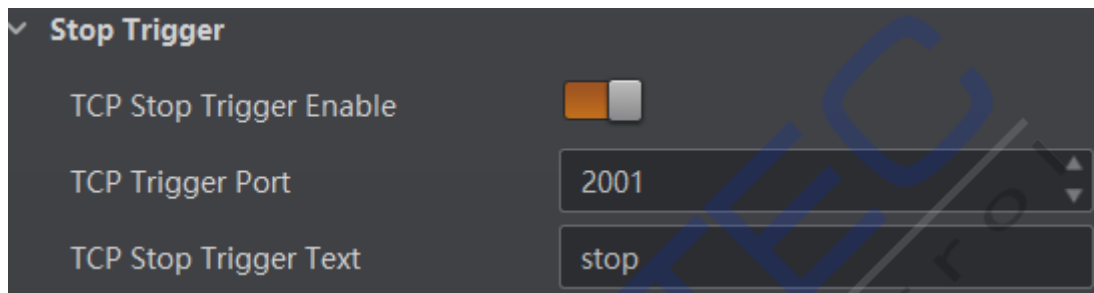 Stop Trigger
TCP Stop Trigger Enable
TCP Trigger Port 2001
TCP Stop Trigger Text stop